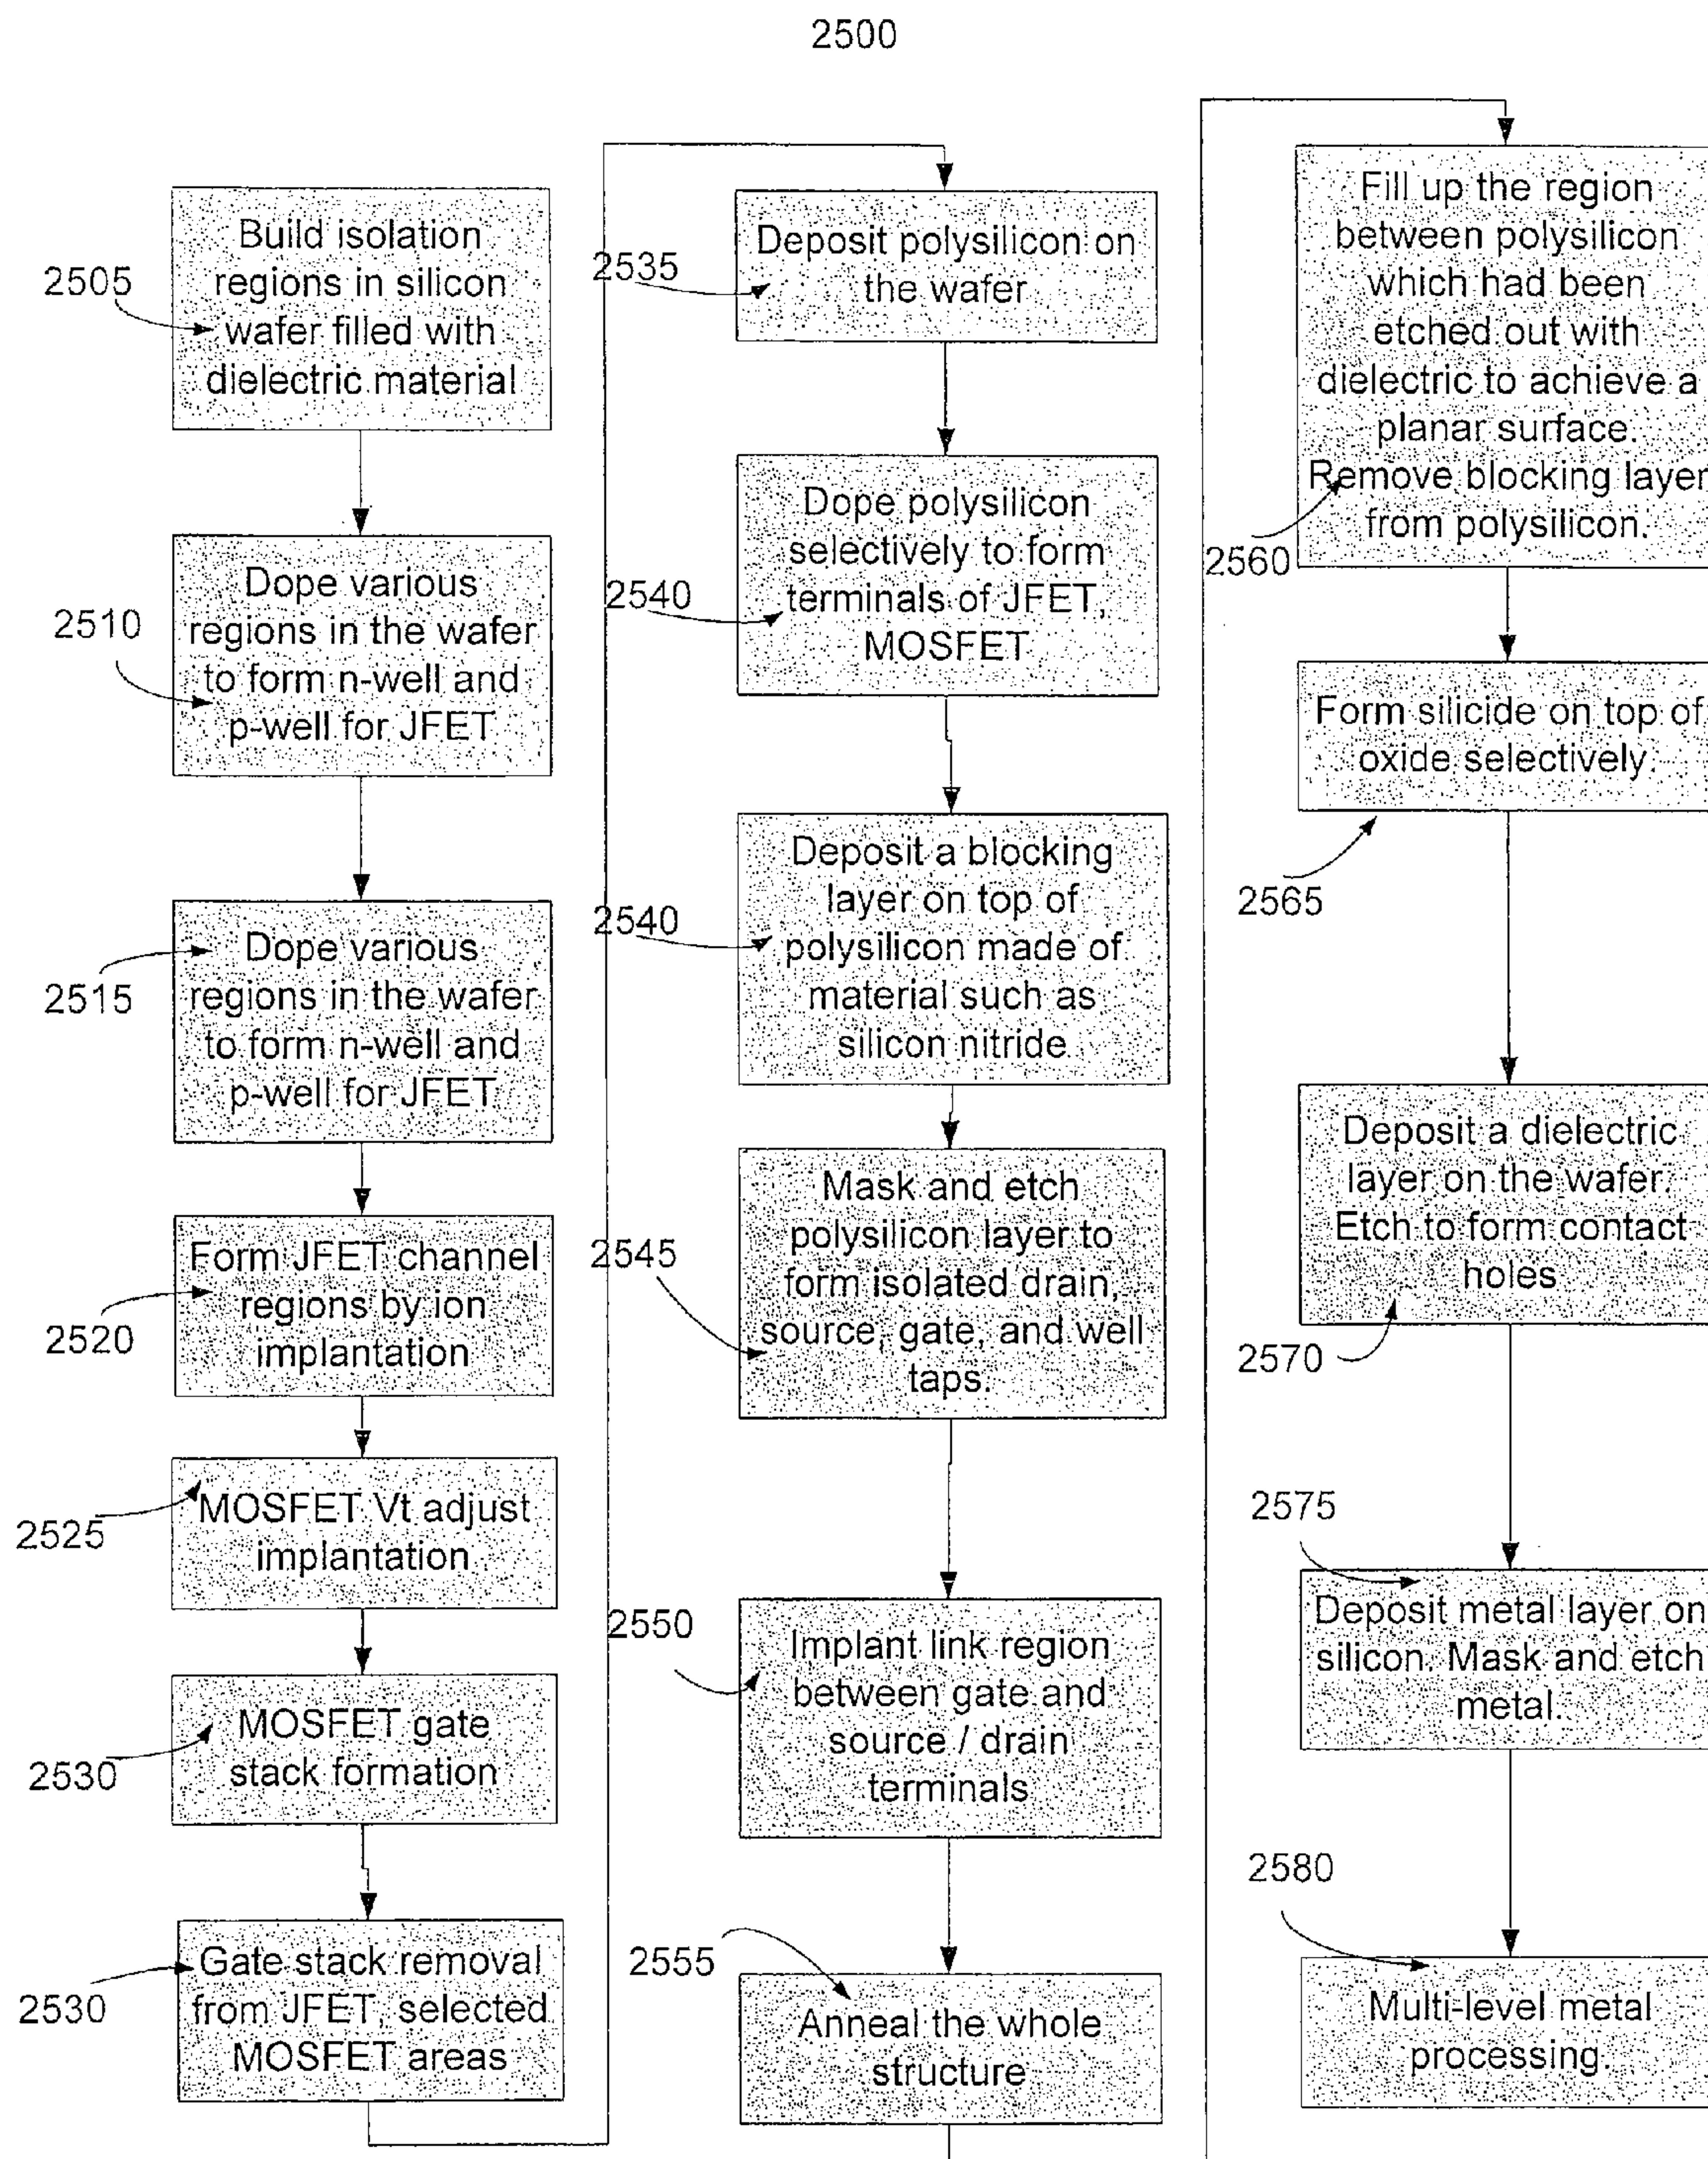 2500
2505
Build isolation
regions in silicon
wafer filled with
dielectric material
2510
Dope various
regions in the wafer
to form n-well and
p-well for JFET
2515
Dope various
regions in the wafer
to form n-well and
p-well for JFET
2520
Form JFET channel
regions by ion
implantation
2525
MOSFET Vt adjust
implantation
2530
MOSFET gate
stack formation
2530
Gate stack removal
from JFET, selected
MOSFET areas
2535
Deposit polysilicon on
the wafer
2540
Dope polysilicon
selectively to form
terminals of JFET,
MOSFET
2540
Deposit a blocking
layer on top of
polysilicon made of
material such as
silicon nitride
2545
Mask and etch
polysilicon layer to
form isolated drain,
source, gate, and well
taps.
2550
Implant link region
between gate and
source / drain
terminals
2555
Anneal the whole
structure
2560
Fill up the region
between polysilicon
which had been
etched out with
dielectric to achieve a
planar surface.
Remove blocking layer
from polysilicon.
2565
Form silicide on top of
oxide selectively.
2570
Deposit a dielectric
layer on the wafer.
Etch to form contact
holes
2575
Deposit metal layer on
silicon. Mask and etch
metal.
2580
Multi-level metal
processing.